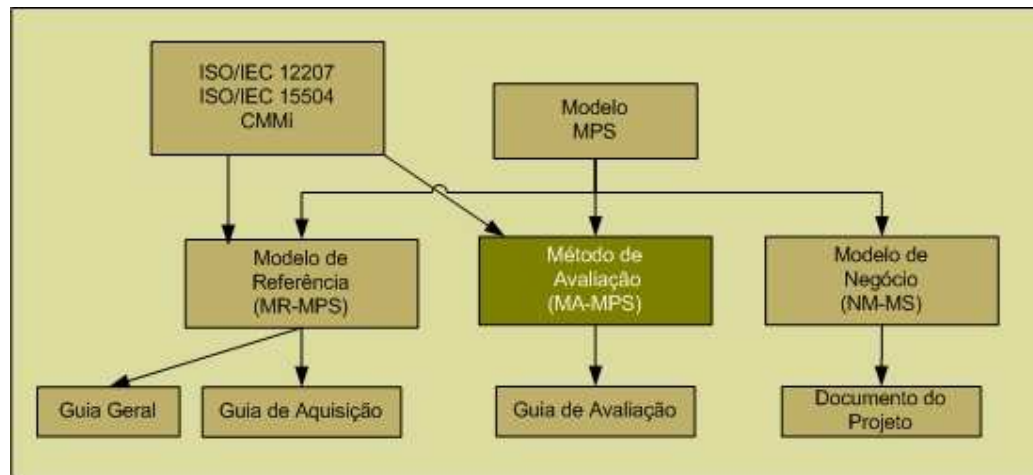 ISO/IEC 12207
ISO/IEC 15504
CMMi
Modelo
MPS
Modelo de
Referência
(MR-MPS)
Método de
Avaliação
(MA-MPS)
Modelo de
Negócio
(NM-MS)
Guia Geral
Guia de Aquisição
Guia de Avaliação
Documento do
Projeto